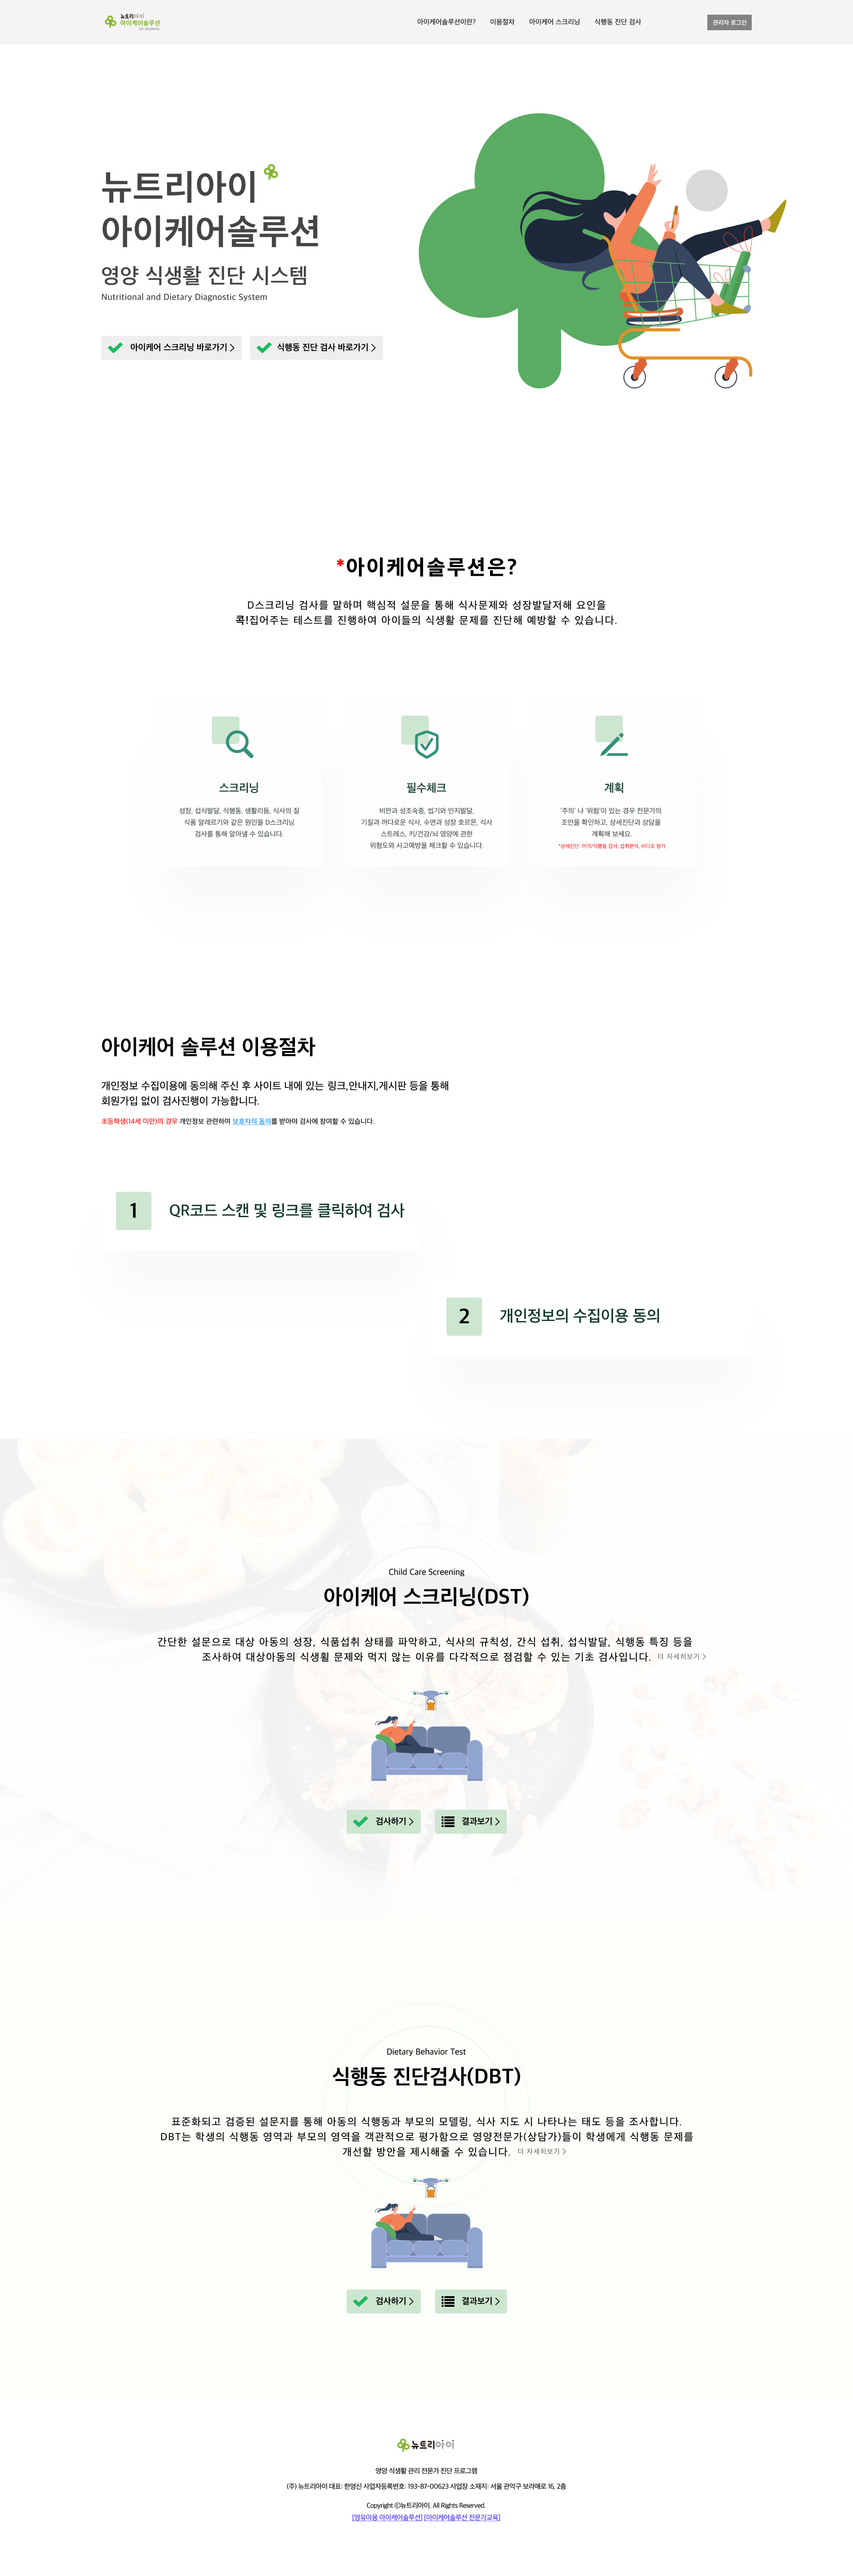 뉴트리아이
아이케어솔루션
for Students
아이케어솔루션이란?
이용절차
아이케어 스크리닝
식행동 진단 검사
관리자 로그인
뉴트리아이
아이케어솔루션
영양 식생활 진단 시스템
Nutritional and Dietary Diagnostic System
아이케어 스크리닝 바로가기 >
식행동 진단 검사 바로가기 >
*아이케어솔루션은?
D스크리닝 검사를 말하며 핵심적 설문을 통해 식사문제와 성장발달저해 요인을
콕!집어주는 테스트를 진행하여 아이들의 식생활 문제를 진단해 예방할 수 있습니다.
스크리닝
성장, 섭식발달, 식행동, 생활리듬, 식사의 질
식품 알레르기와 같은 원인을 D스크리닝
검사를 통해 알아낼 수 있습니다.
필수체크
비만과 성조숙증, 씹기와 인지발달,
기질과 까다로운 식사, 수면과 성장 호르몬, 식사
스트레스, 키/건강/뇌 영양에 관한
위험도와 사고예방을 체크할 수 있습니다.
계획
'주의' 나 '위험'이 있는 경우 전문가의
조언을 확인하고, 상세진단과 상담을
계획해 보세요.
*상세진단: 미각/식행동 검사, 섭취분석, 비디오 평가
아이케어 솔루션 이용절차
개인정보 수집이용에 동의해 주신 후 사이트 내에 있는 링크,안내지,게시판 등을 통해
회원가입 없이 검사진행이 가능합니다.
초등학생(14세 미만)의 경우 개인정보 관련하여 보호자의 동의를 받아야 검사에 참여할 수 있습니다.
1
QR코드 스캔 및 링크를 클릭하여 검사
2
개인정보의 수집이용 동의
Child Care Screening
아이케어 스크리닝(DST)
간단한 설문으로 대상 아동의 성장, 식품섭취 상태를 파악하고, 식사의 규칙성, 간식 섭취, 섭식발달, 식행동 특징 등을
조사하여 대상아동의 식생횔 문제와 먹지 않는 이유를 다각적으로 점검할 수 있는 기초 검사입니다. 더 자세히보기 >
검사하기 >
결과보기 >
Dietary Behavior Test
식행동 진단검사(DBT)
표준화되고 검증된 설문지를 통해 아동의 식행동과 부모의 모델링, 식사 지도 시 나타나는 태도 등을 조사합니다.
DBT는 학생의 식행동 영역과 부모의 영역을 객관적으로 평가함으로 영양전문가(상담가)들이 학생에게 식행동 문제를
개선할 방안을 제시해줄 수 있습니다. 더 자세히보기 >
검사하기 >
결과보기 >
뉴트리아이
영양 식생활 관리 전문가 진단 프로그램
(주) 뉴트리아이 대표: 한영신 사업자등록번호: 193-87-00623 사업장 소재지: 서울 관악구 보라매로 16, 2층
Copyright ⓒ뉴트리아이. All Rights Reserved.
[영유아용 아이케어솔루션] [아이케어솔루션 전문가교육]